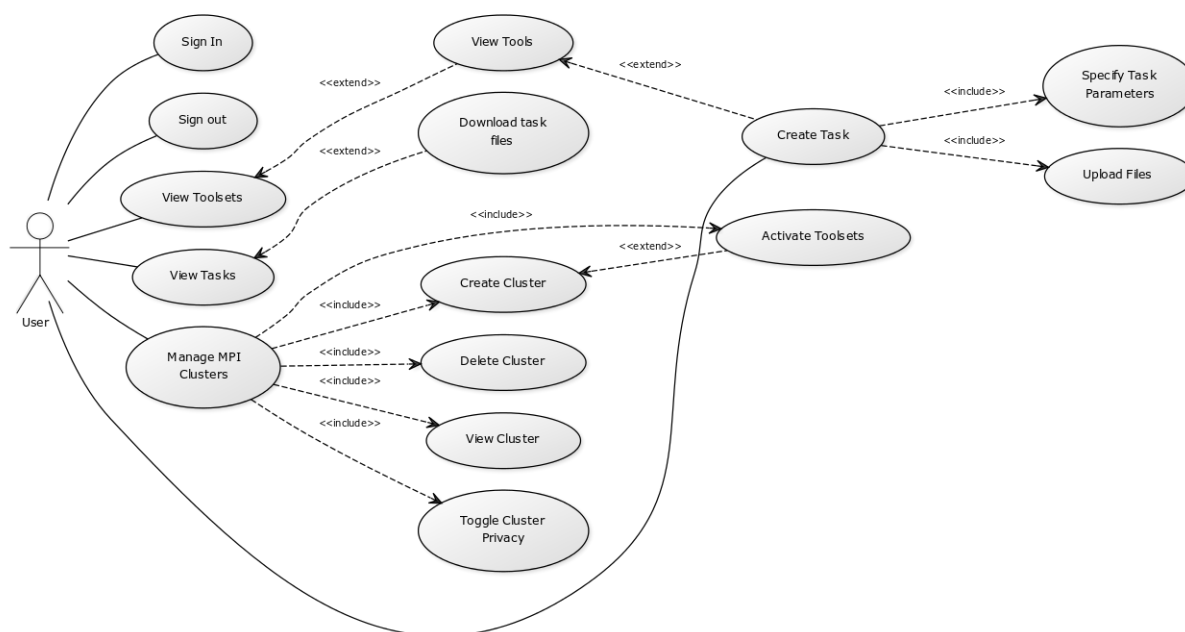 Sign In
View Tools
<<extend>>
<<extend>>
Specify Task
Parameters
<<include>>
Download task
files
Sign out
Create Task
<<extend>>
<<include>>
Upload Files
View Toolsets
<<include>>
Activate Toolsets
<<extend>>
View Tasks
Create Cluster
<<include>>
User
Manage MPI
Clusters
<<include>>
Delete Cluster
<<include>>
<<include>>
View Cluster
Toggle Cluster
Privacy